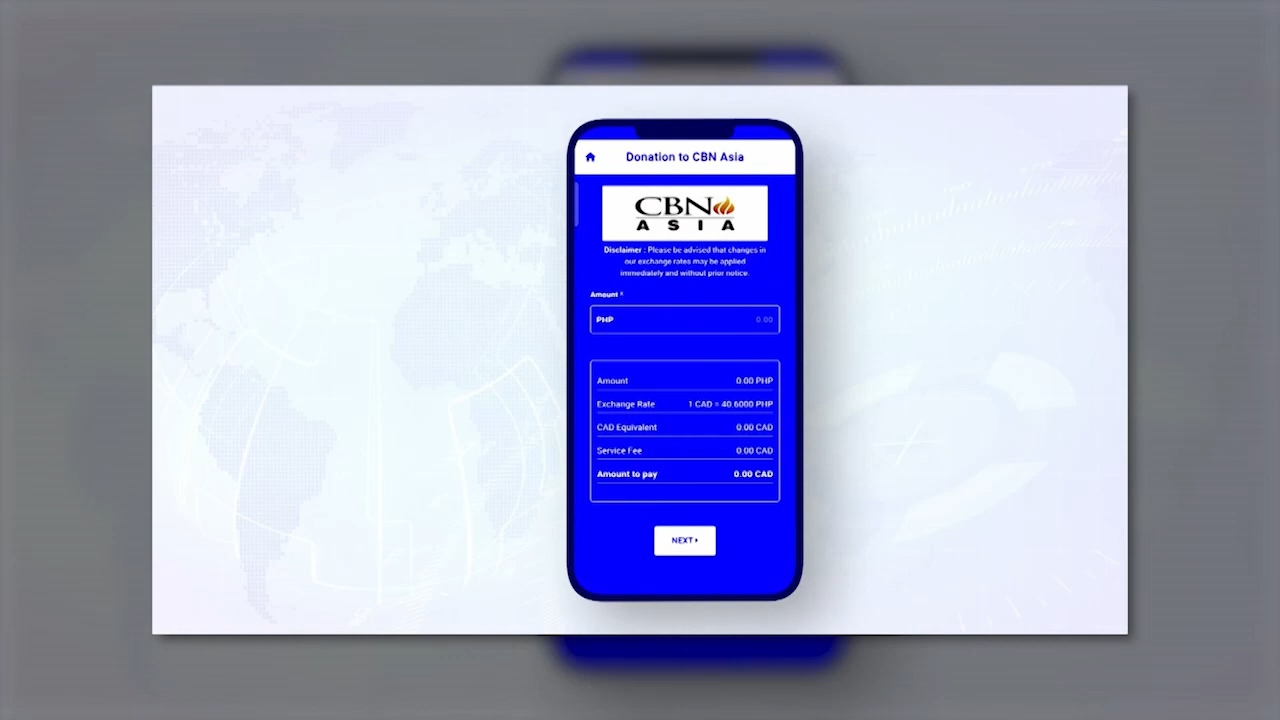 Donation to CBN Asia
CBN
ASIA
Disclaimer : Please be advised that changes in
our exchange rates may be applied
immediately and without prior notice.
Amount *
PHP 0.00
Amount 0.00 PHP
Exchange Rate 1 CAD = 40.6000 PHP
CAD Equivalent 0.00 CAD
Service Fee 0.00 CAD
Amount to pay 0.00 CAD
NEXT